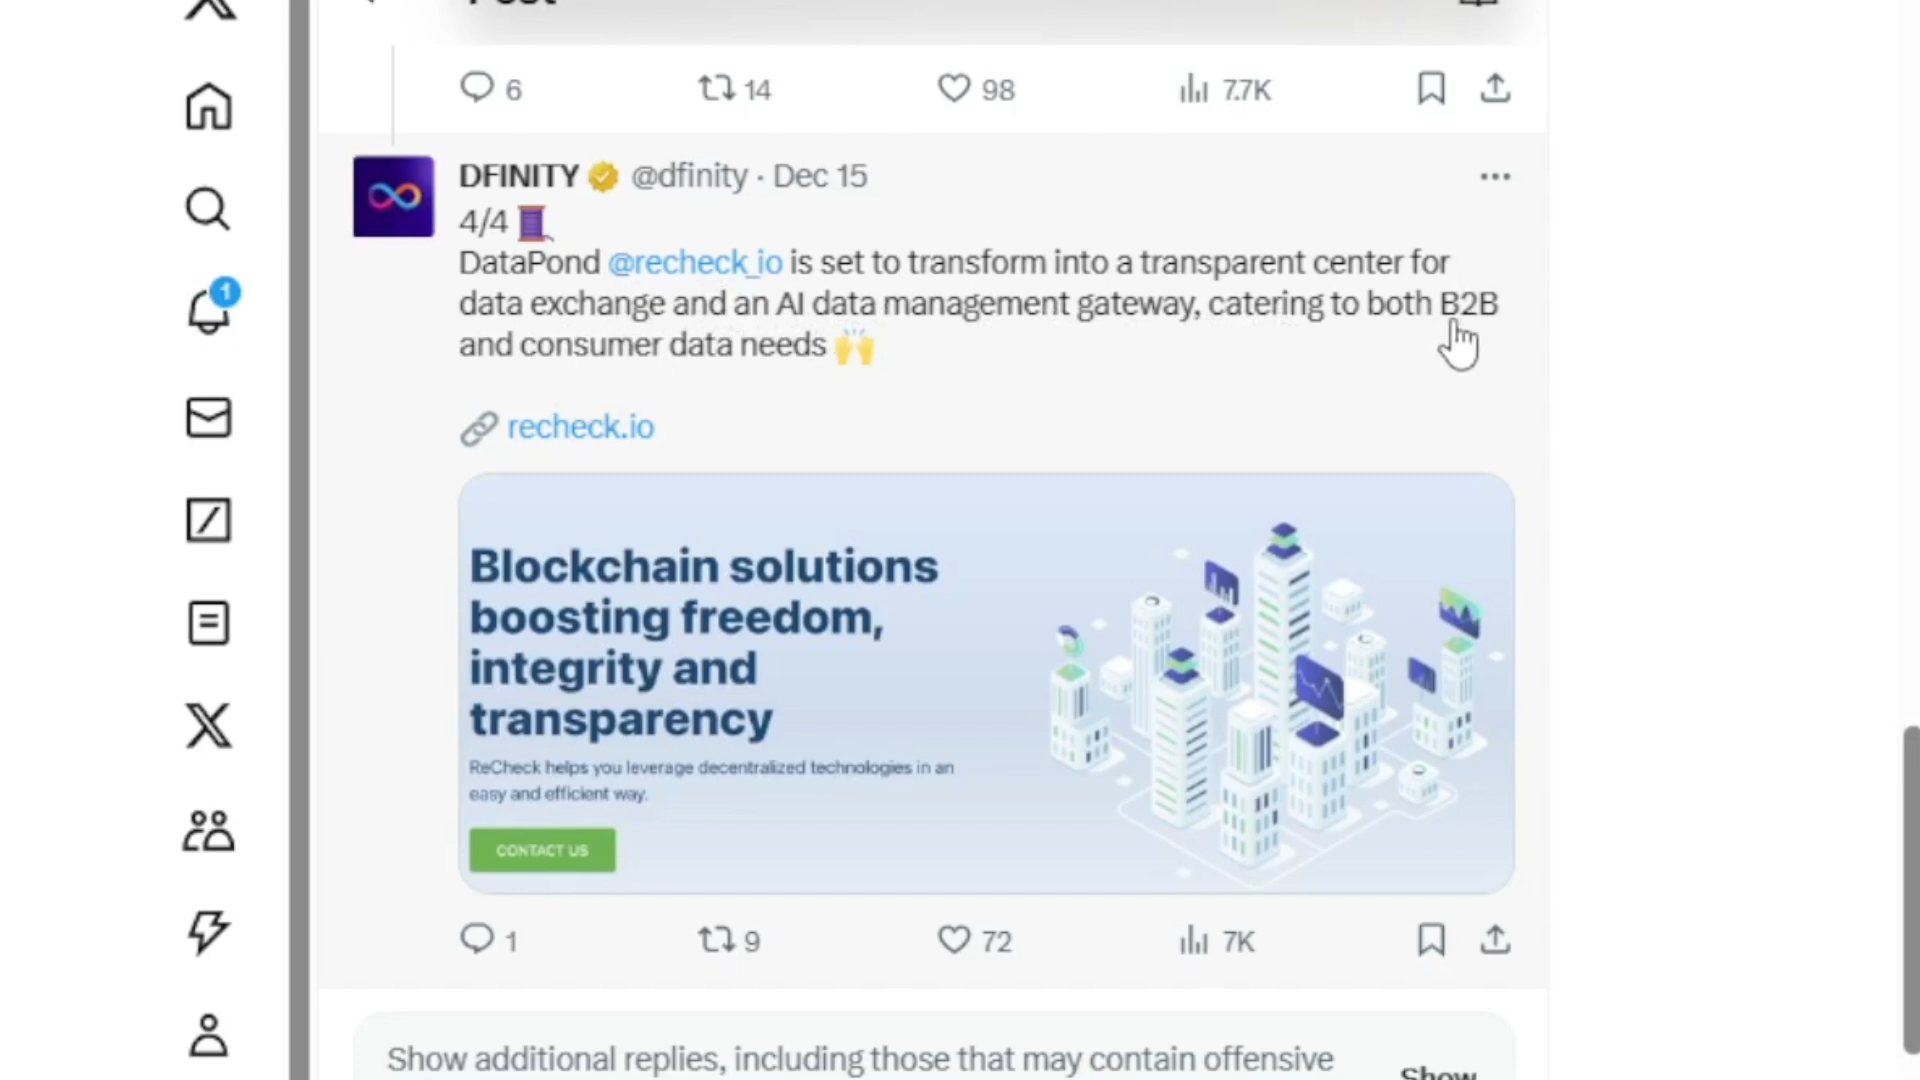 Post
6 14 98 7.7K
1
DFINITY @dfinity · Dec 15
4/4
DataPond @recheck_io is set to transform into a transparent center for
data exchange and an AI data management gateway, catering to both B2B
and consumer data needs
recheck.io
Blockchain solutions
boosting freedom,
integrity and
transparency
ReCheck helps you leverage decentralized technologies in an
easy and efficient way.
CONTACT US
1 9 72 7K
Show additional replies, including those that may contain offensive
Show